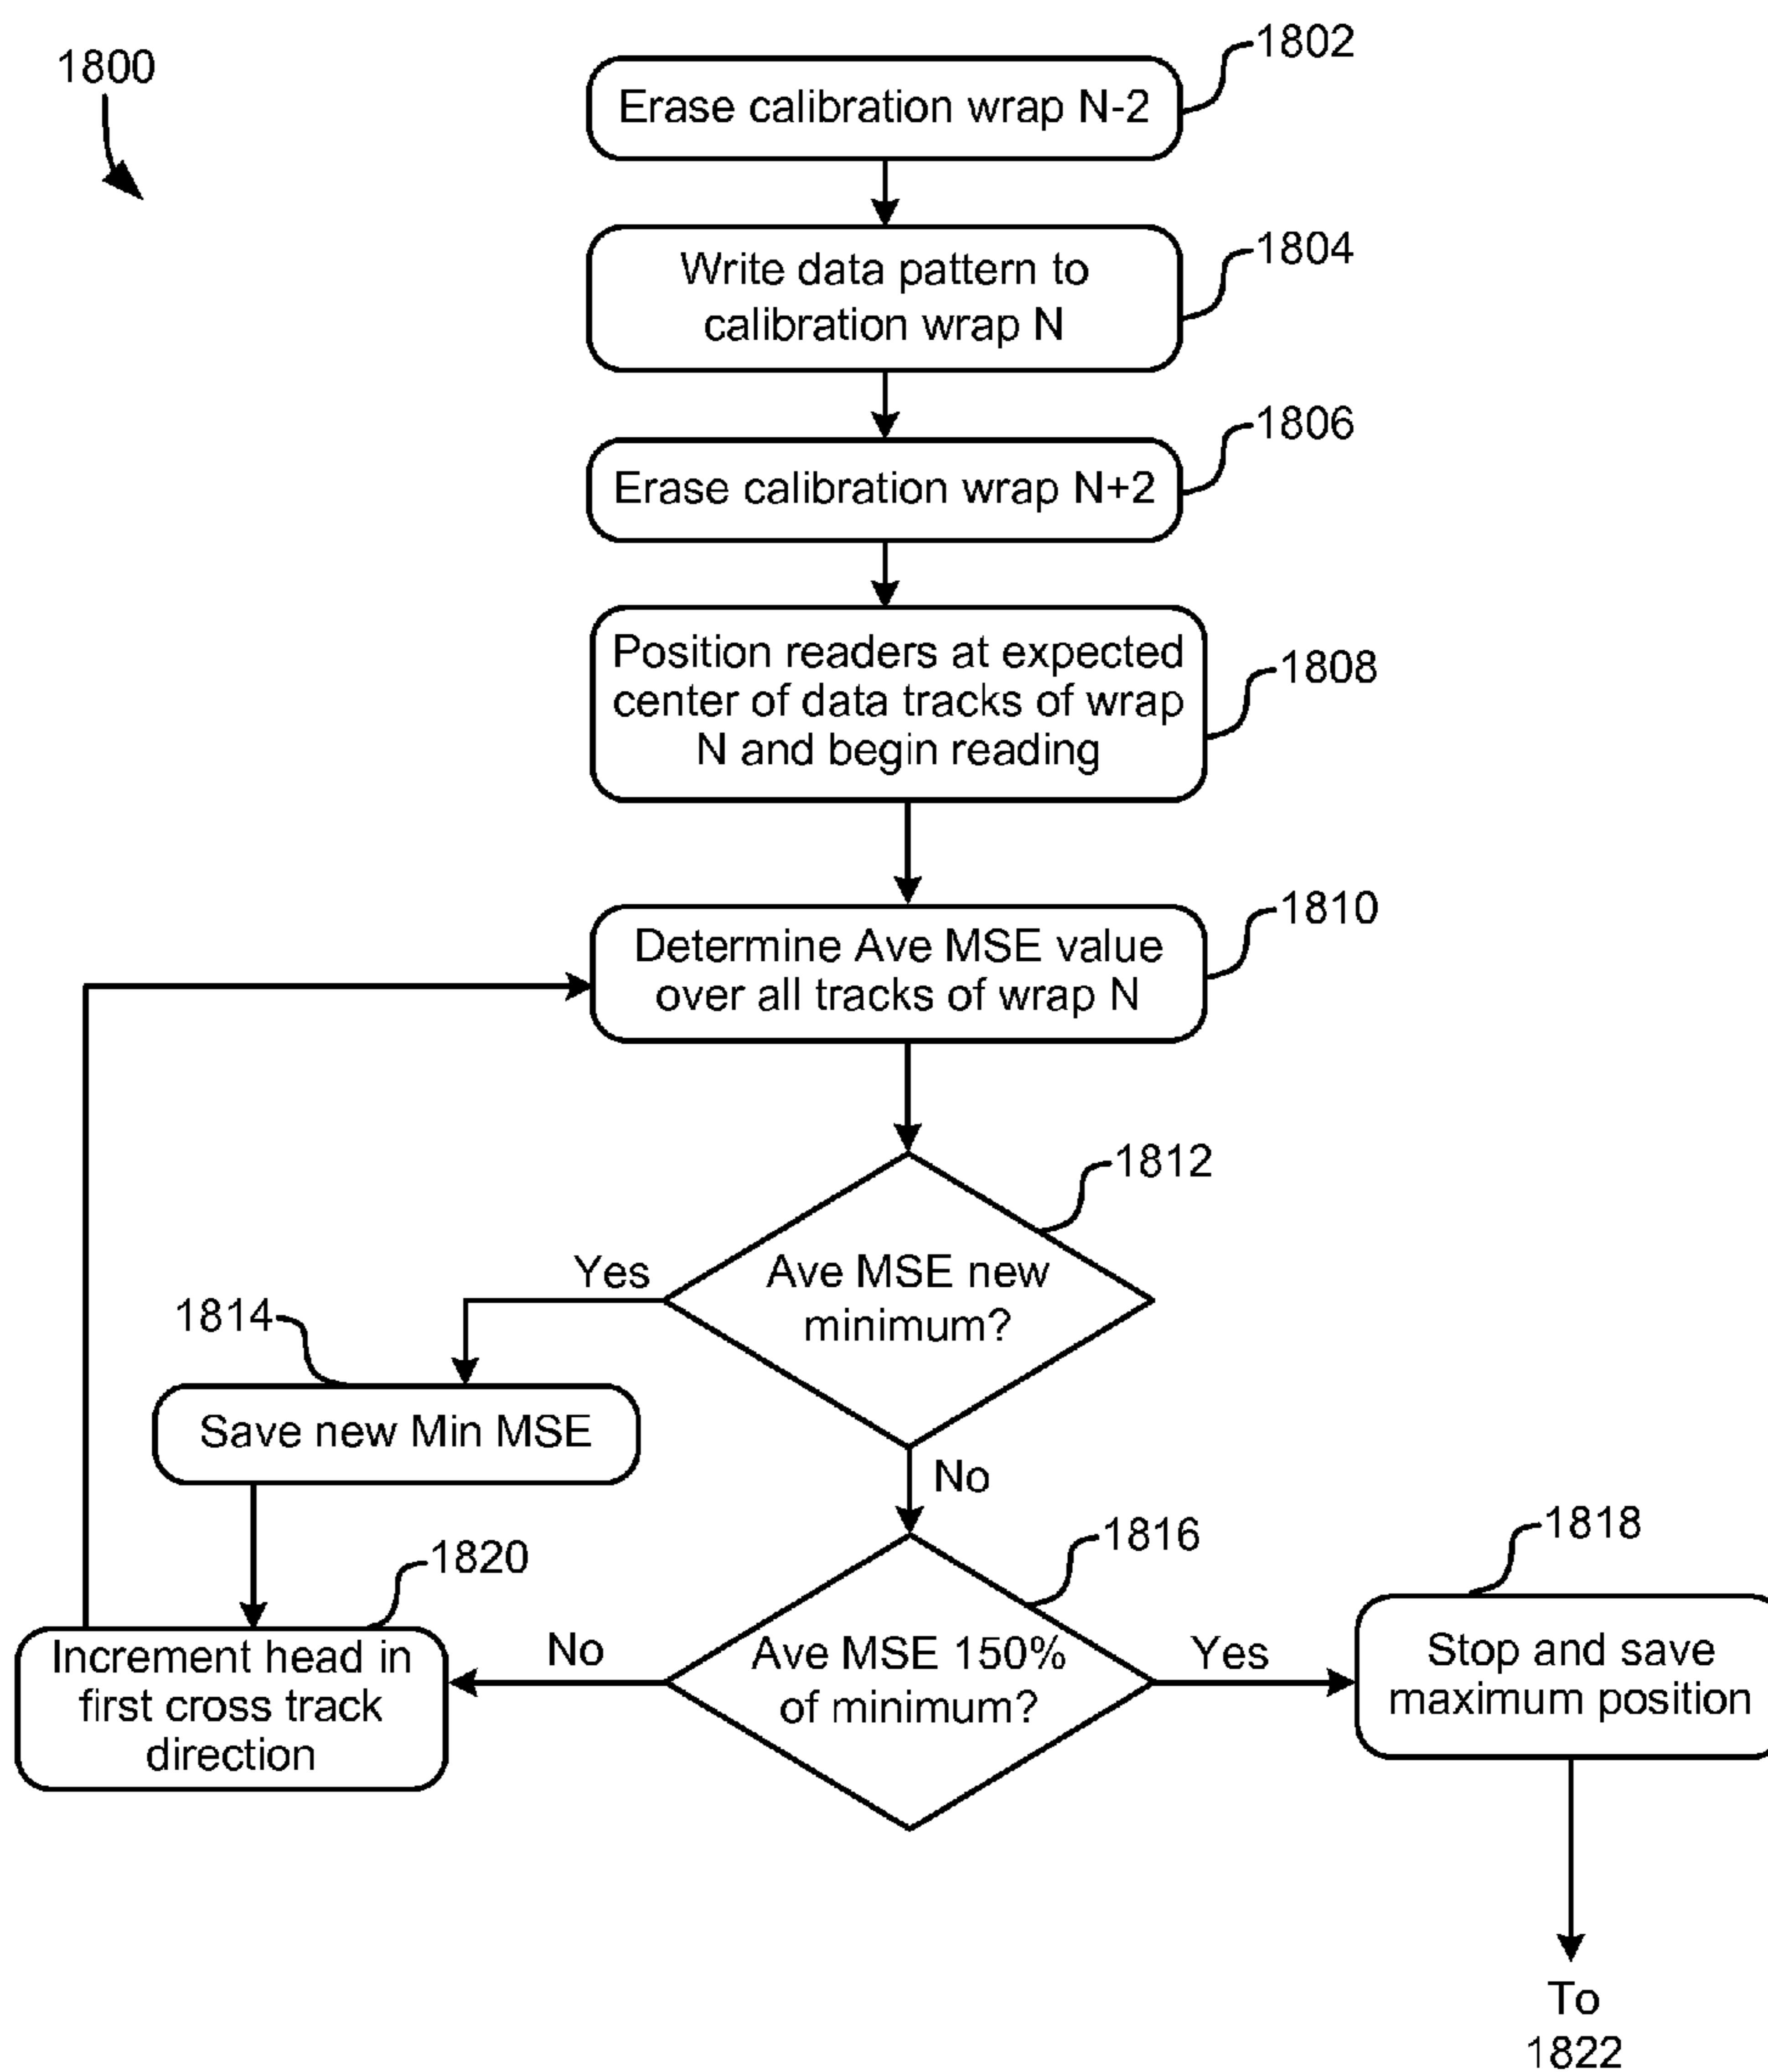 1800
1802
Erase calibration wrap N-2
1804
Write data pattern to
calibration wrap N
1806
Erase calibration wrap N+2
1808
Position readers at expected
center of data tracks of wrap
N and begin reading
1810
Determine Ave MSE value
over all tracks of wrap N
1812
Ave MSE new
minimum?
Yes
1814
Save new Min MSE
No
1816
Ave MSE 150%
of minimum?
No
Yes
1820
Increment head in
first cross track
direction
1818
Stop and save
maximum position
To
1822